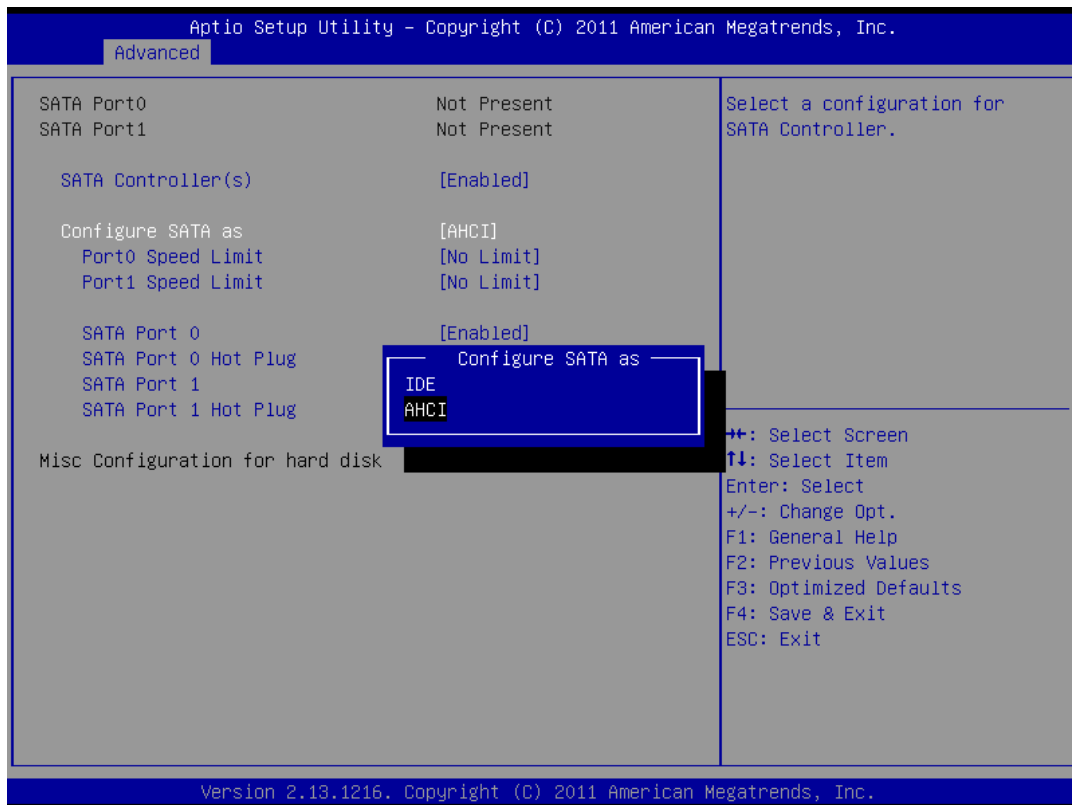 Aptio Setup Utility – Copyright (C) 2011 American Megatrends, Inc.
Advanced
SATA Port0 Not Present
SATA Port1 Not Present
SATA Controller(s) [Enabled]
Configure SATA as [AHCI]
Port0 Speed Limit [No Limit]
Port1 Speed Limit [No Limit]
SATA Port 0 [Enabled]
SATA Port 0 Hot Plug
SATA Port 1
SATA Port 1 Hot Plug
Misc Configuration for hard disk
Configure SATA as
IDE
AHCI
Select a configuration for
SATA Controller.
→←: Select Screen
↑↓: Select Item
Enter: Select
+/-: Change Opt.
F1: General Help
F2: Previous Values
F3: Optimized Defaults
F4: Save & Exit
ESC: Exit
Version 2.13.1216. Copyright (C) 2011 American Megatrends, Inc.